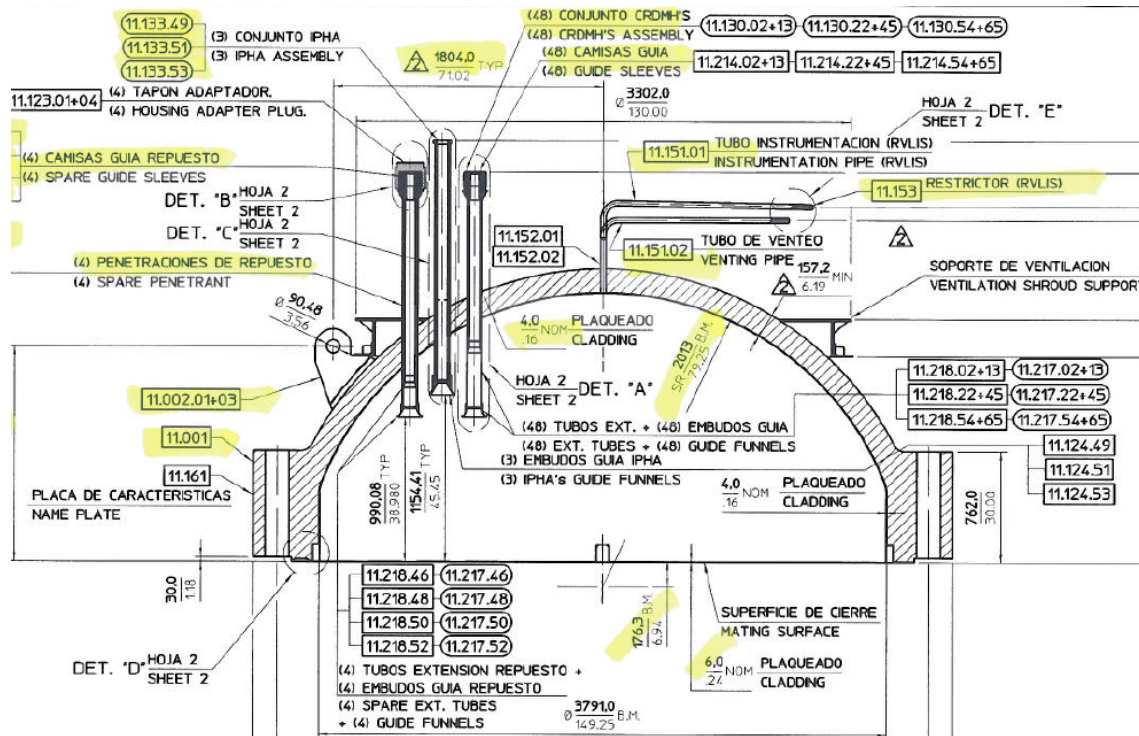 11.133.49
11.133.51
11.133.53
(3) CONJUNTO IPHA
(3) IPHA ASSEMBLY
(48) CONJUNTO CRDMH'S
(48) CRDMH'S ASSEMBLY
11.130.02+13 11.130.22+45 11.130.54+65
(48) CAMISAS GUIA
(48) GUIDE SLEEVES
11.214.02+13 11.214.22+45 11.214.54+65
2
1804,0 TYP
71.02
11.123.01+04
(4) TAPON ADAPTADOR.
(4) HOUSING ADAPTER PLUG.
Ø 3302,0
130.00
HOJA 2
SHEET 2
DET. "E"
(4) CAMISAS GUIA REPUESTO
(4) SPARE GUIDE SLEEVES
11.151.01
TUBO INSTRUMENTACION (RVLIS)
INSTRUMENTATION PIPE (RVLIS)
11.153
RESTRICTOR (RVLIS)
DET. "B" HOJA 2
SHEET 2
DET. "C" HOJA 2
SHEET 2
11.152.01
11.152.02
11.151.02
TUBO DE VENTEO
VENTING PIPE
2
(4) PENETRACIONES DE REPUESTO
(4) SPARE PENETRANT
2
157,2 MIN
6.19
SOPORTE DE VENTILACION
VENTILATION SHROUD SUPPORT
Ø 90,48
3.56
4,0 NOM PLAQUEADO
.16 CLADDING
SR 2013 B.M.
79.25
HOJA 2
SHEET 2
DET. "A"
11.002.01+03
11.218.02+13 11.217.02+13
11.218.22+45 11.217.22+45
11.218.54+65 11.217.54+65
(48) TUBOS EXT. + (48) EMBUDOS GUIA
(48) EXT. TUBES + (48) GUIDE FUNNELS
11.001
11.161
PLACA DE CARACTERISTICAS
NAME PLATE
(3) EMBUDOS GUIA IPHA
(3) IPHA's GUIDE FUNNELS
11.124.49
11.124.51
11.124.53
990,08 TYP
38.980
1154,41 TYP
45.45
4,0 NOM PLAQUEADO
.16 CLADDING
762,0
30.00
30,0
1.18
11.218.46 11.217.46
11.218.48 11.217.48
11.218.50 11.217.50
11.218.52 11.217.52
176,3 B.M.
6.94
SUPERFICIE DE CIERRE
MATING SURFACE
DET. "D" HOJA 2
SHEET 2
6,0 NOM PLAQUEADO
.24 CLADDING
(4) TUBOS EXTENSION REPUESTO +
(4) EMBUDOS GUIA REPUESTO
(4) SPARE EXT. TUBES
+ (4) GUIDE FUNNELS
Ø 3791,0 B.M.
149.25